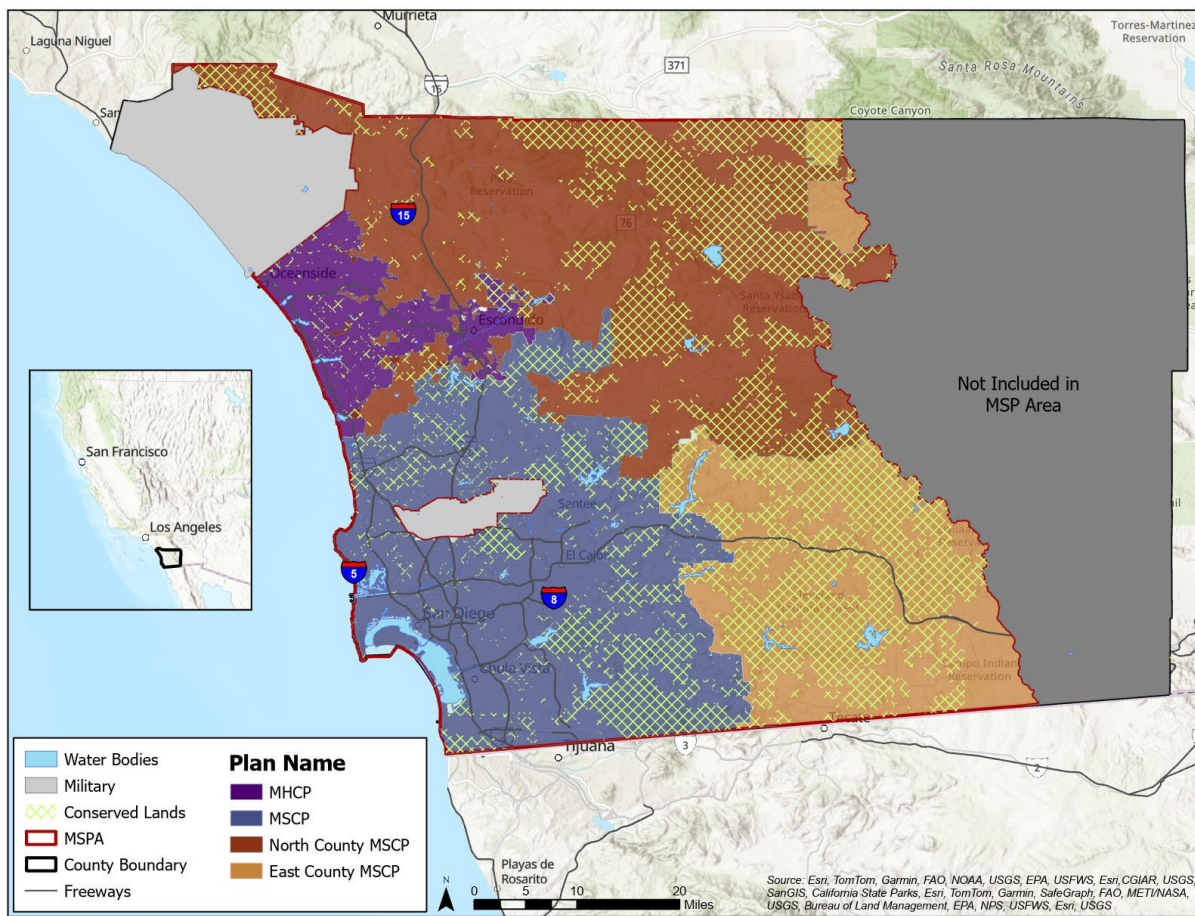 Murrieta
Laguna Niguel
Torres-Martinez
Reservation
371
Santa Rosa Mountains
15
San
Coyote Canyon
Reservation
15
76
Oceanside
Santa Ysabel
Reservation
Escondido
Not Included in
MSP Area
San Francisco
Los Angeles
Santee
El Cajon
5
8
San Diego
Chula Vista
Campo Indian
Reservation
Tecate
Tijuana
3
2
Water Bodies
Military
Conserved Lands
MSPA
County Boundary
Freeways
Plan Name
MHCP
MSCP
North County MSCP
East County MSCP
Playas de
Rosarito
N
0 5 10 20
Miles
Source: Esri, TomTom, Garmin, FAO, NOAA, USGS, EPA, USFWS, Esri,CGIAR, USGS,
SanGIS, California State Parks, Esri, TomTom, Garmin, SafeGraph, FAO, METI/NASA,
USGS, Bureau of Land Management, EPA, NPS, USFWS, Esri, USGS